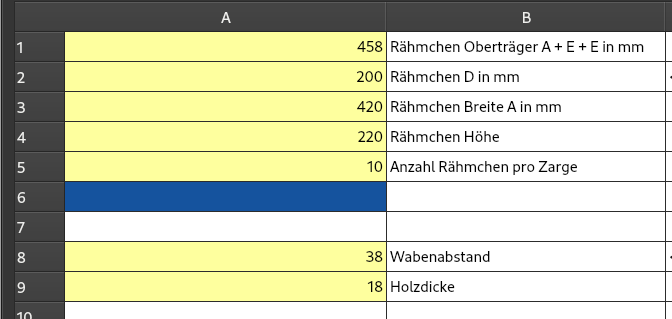 A B
1 458 Rähmchen Oberträger A + E + E in mm
2 200 Rähmchen D in mm
3 420 Rähmchen Breite A in mm
4 220 Rähmchen Höhe
5 10 Anzahl Rähmchen pro Zarge
6
7
8 38 Wabenabstand
9 18 Holzdicke
10